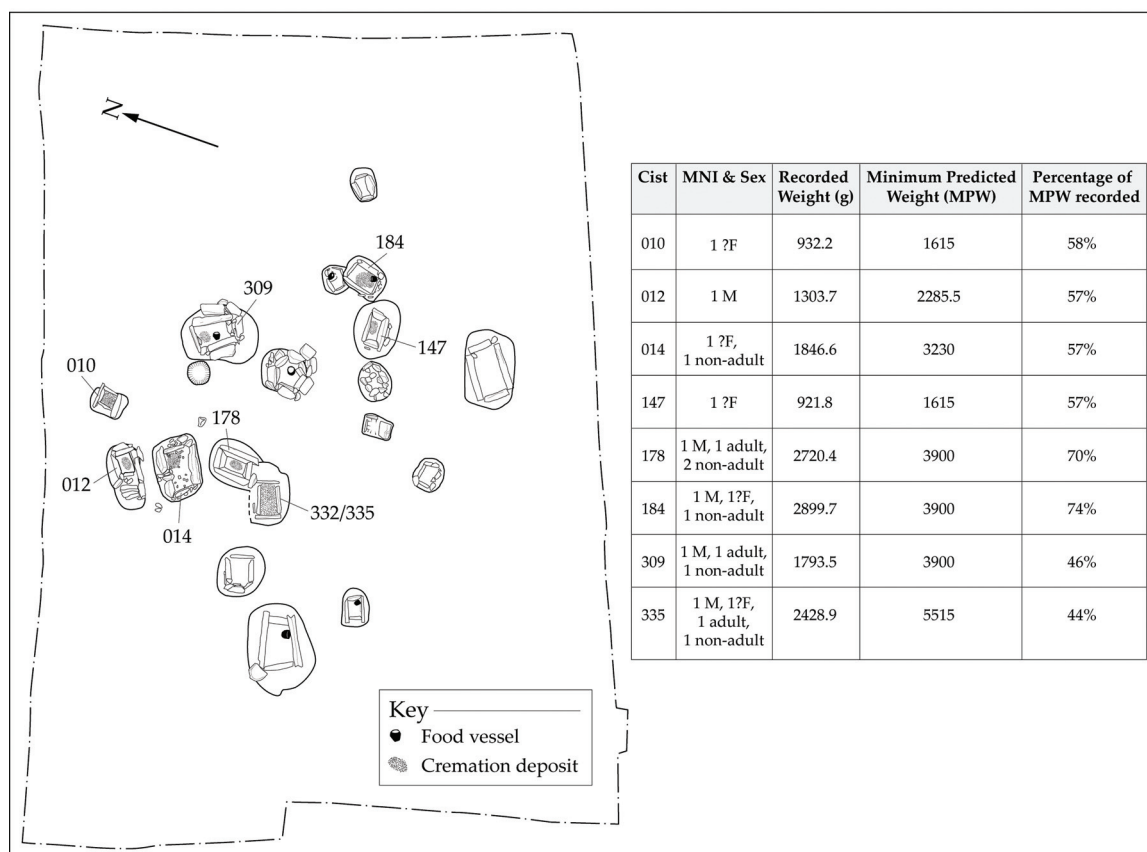 N
184
309
147
010
178
012
332/335
014
Key
Food vessel
Cremation deposit
Cist MNI & Sex Recorded Weight (g) Minimum Predicted Weight (MPW) Percentage of MPW recorded
010 1 ?F 932.2 1615 58%
012 1 M 1303.7 2285.5 57%
014 1 ?F, 1 non-adult 1846.6 3230 57%
147 1 ?F 921.8 1615 57%
178 1 M, 1 adult, 2 non-adult 2720.4 3900 70%
184 1 M, 1?F, 1 non-adult 2899.7 3900 74%
309 1 M, 1 adult, 1 non-adult 1793.5 3900 46%
335 1 M, 1?F, 1 adult, 1 non-adult 2428.9 5515 44%